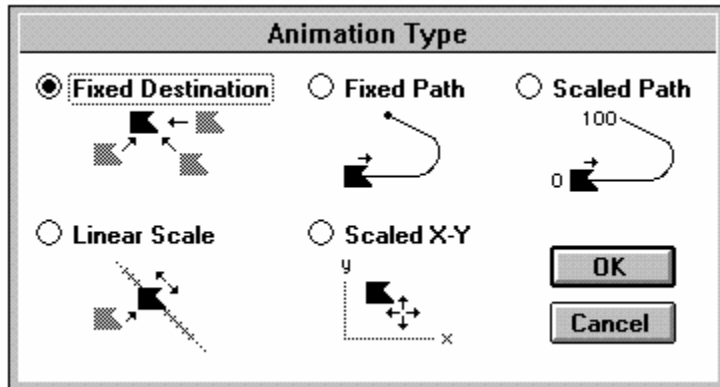 Animation Type
Fixed Destination
Fixed Path
Scaled Path
100
0
Linear Scale
Scaled X-Y
y
x
OK
Cancel